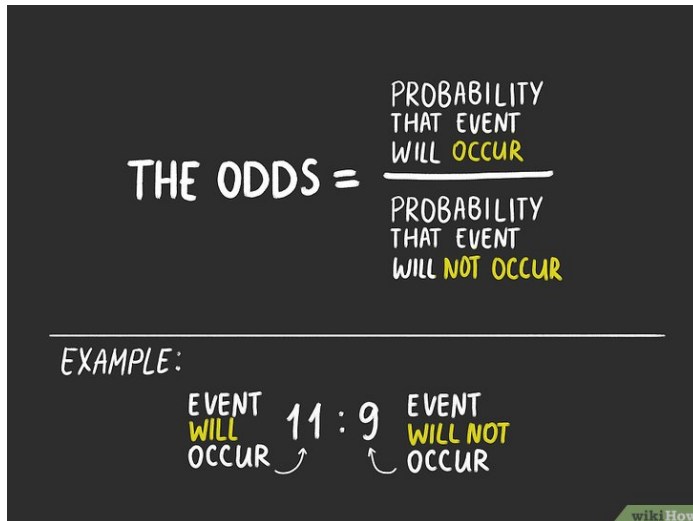 PROBABILITY
THAT EVENT
WILL OCCUR
THE ODDS =
PROBABILITY
THAT EVENT
WILL NOT OCCUR
EXAMPLE:
EVENT
WILL
OCCUR
11 : 9
EVENT
WILL NOT
OCCUR
wikiHow